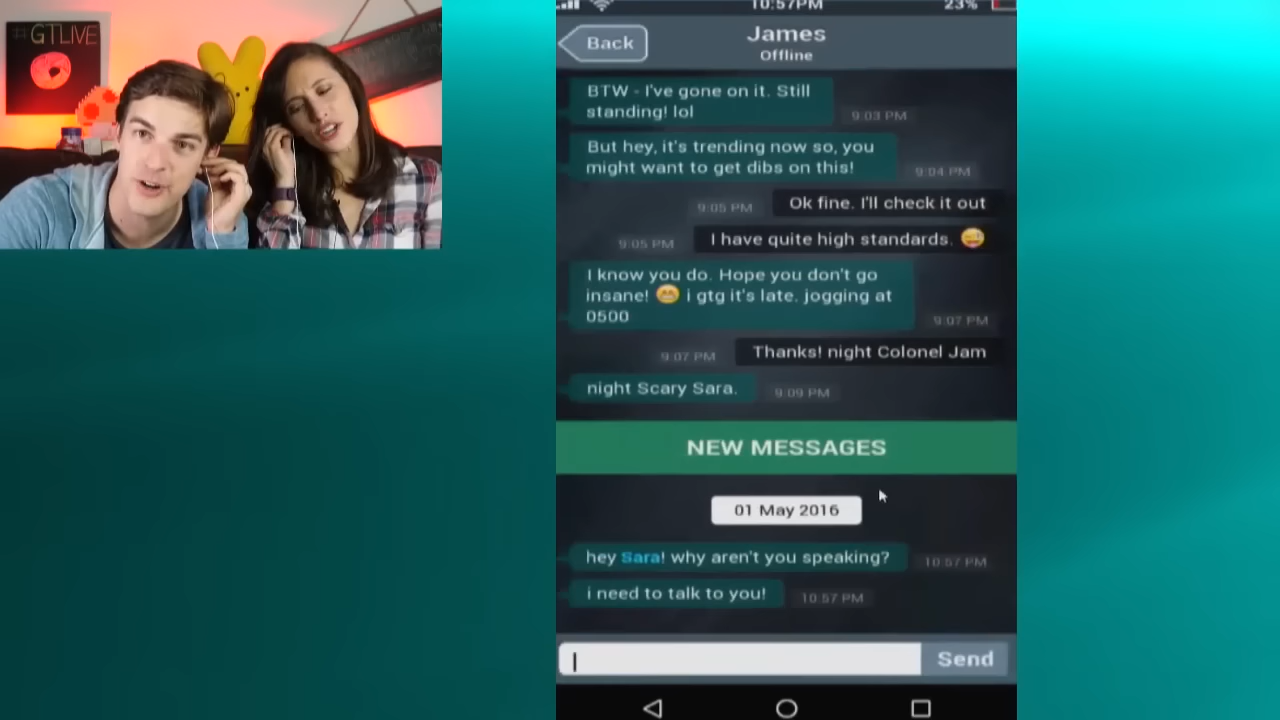 #GTLIVE
10:57PM
23%
Back
James
Offline
BTW - I've gone on it. Still
standing! lol
9:03 PM
But hey, it's trending now so, you
might want to get dibs on this!
9:04 PM
9:05 PM
Ok fine. I'll check it out
9:05 PM
I have quite high standards. 😜
I know you do. Hope you don't go
insane! 😁 i gtg it's late. jogging at
0500
9:07 PM
9:07 PM
Thanks! night Colonel Jam
night Scary Sara.
9:09 PM
NEW MESSAGES
01 May 2016
hey Sara! why aren't you speaking?
10:57 PM
i need to talk to you!
10:57 PM
Send